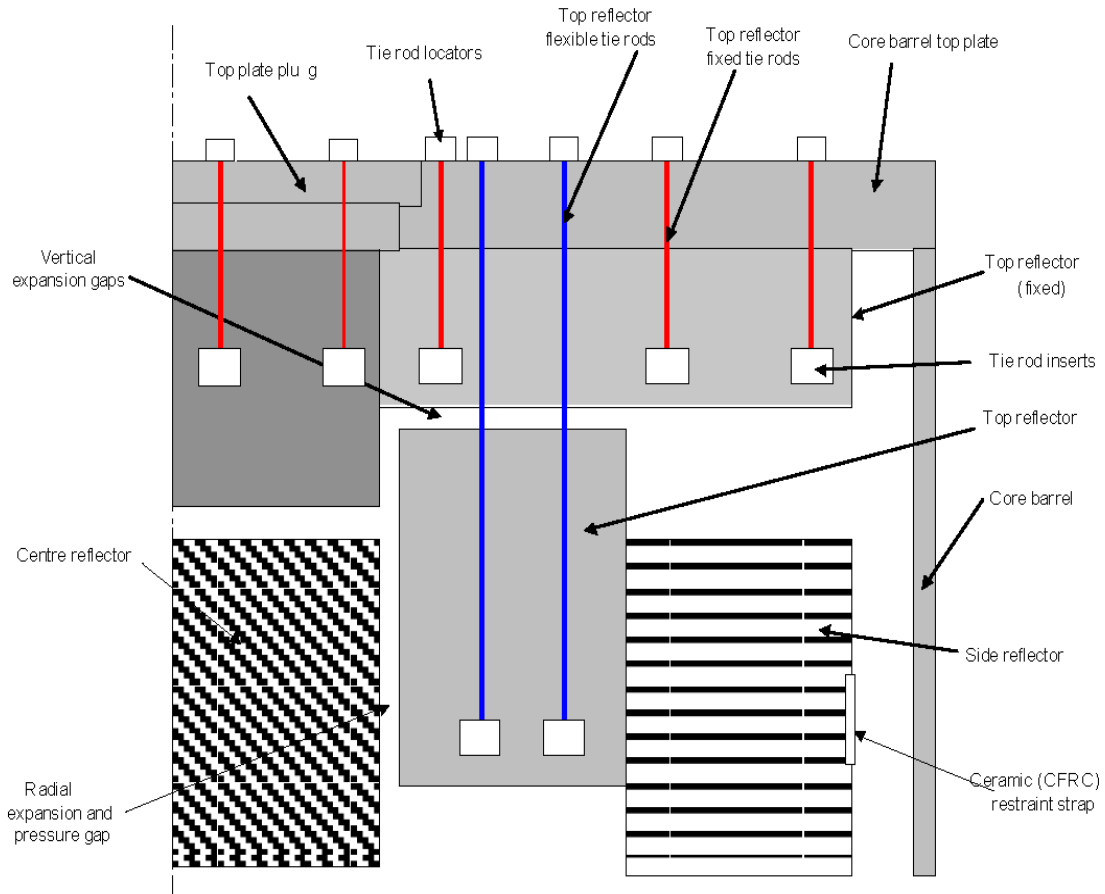 Top reflector
flexible tie rods
Top reflector
fixed tie rods
Core barrel top plate
Tie rod locators
Top plate plu g
Vertical
expansion gaps
Top reflector
(fixed)
Tie rod inserts
Top reflector
Core barrel
Centre reflector
Side reflector
Radial
expansion and
pressure gap
Ceramic (CFRC)
restraint strap